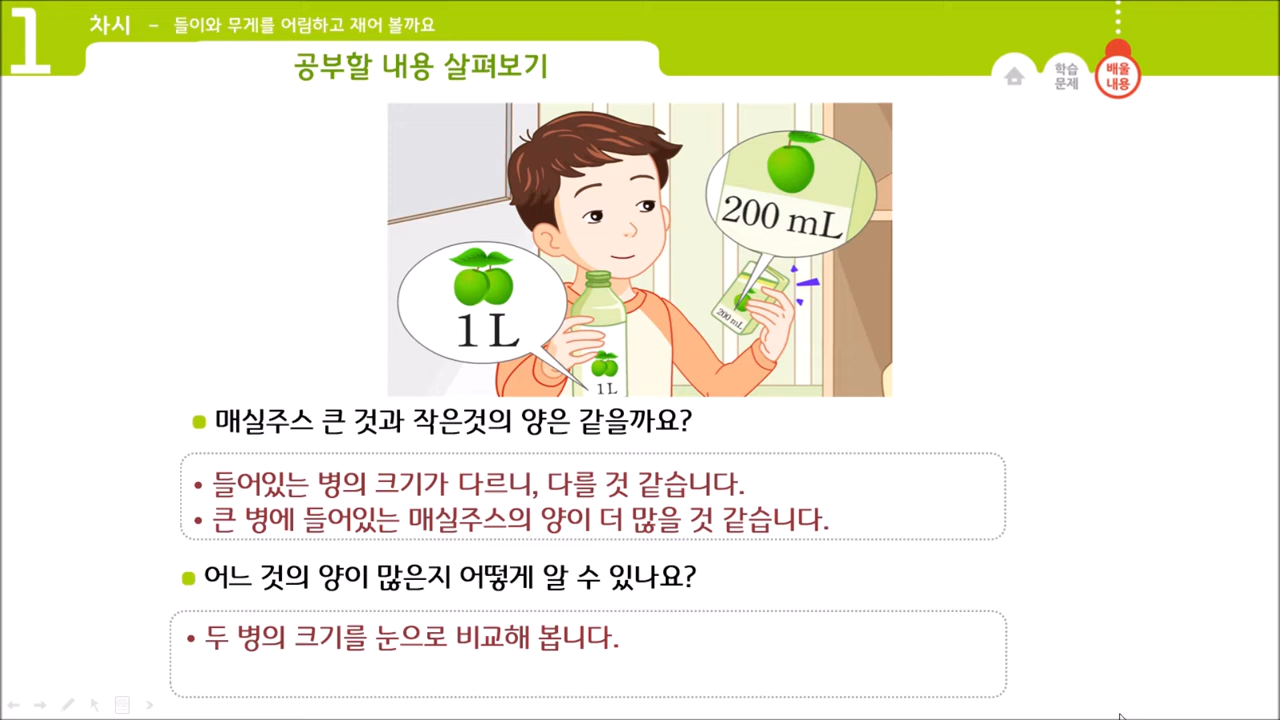 1 차시 - 들이와 무게를 어림하고 재어 볼까요
공부할 내용 살펴보기
학습
문제
배울
내용
200 mL
1 L
200 mL
1 L
매실주스 큰 것과 작은것의 양은 같을까요?
• 들어있는 병의 크기가 다르니, 다를 것 같습니다.
• 큰 병에 들어있는 매실주스의 양이 더 많을 것 같습니다.
어느 것의 양이 많은지 어떻게 알 수 있나요?
• 두 병의 크기를 눈으로 비교해 봅니다.